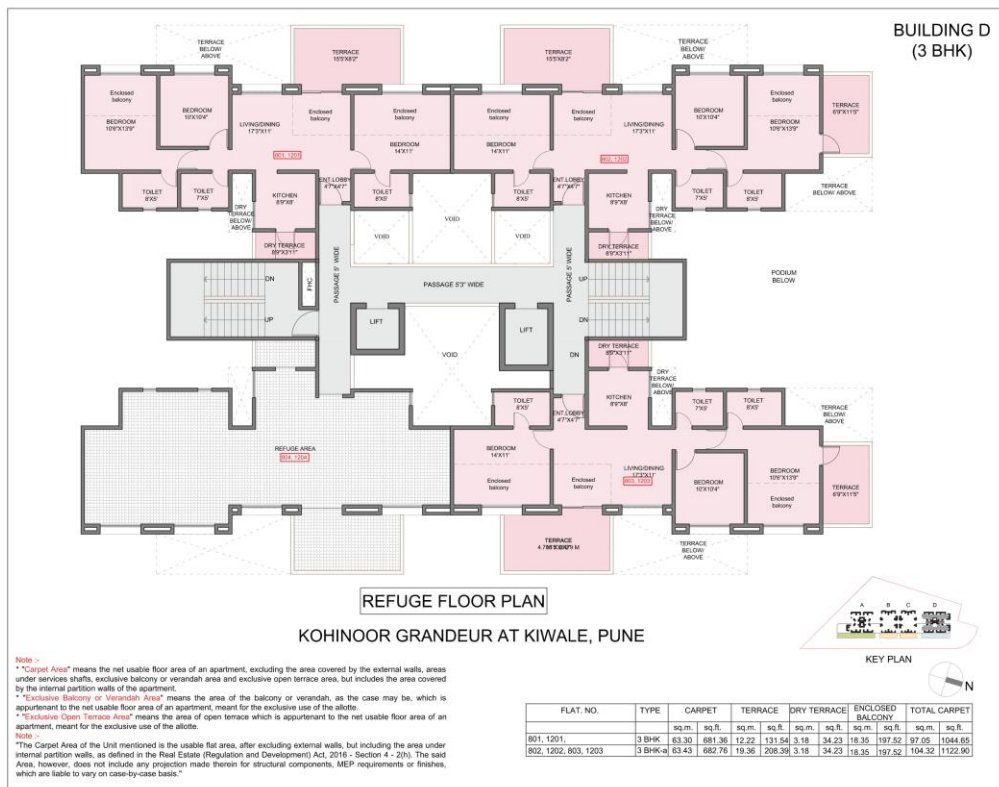 BUILDING D
(3 BHK)
TERRACE
BELOW/
ABOVE
TERRACE
15'5"X8'2"
TERRACE
10'5"X8'2"
TERRACE
BELOW/
ABOVE
Enclosed
balcony
BEDROOM
10'6"X13'9"
BEDROOM
10'X10'4"
LIVING/DINING
17'3"X11'
Enclosed
balcony
Enclosed
balcony
BEDROOM
14'X11'
Enclosed
balcony
BEDROOM
14'X11'
Enclosed
balcony
LIVING/DINING
17'3"X11'
BEDROOM
10'X10'4"
Enclosed
balcony
BEDROOM
10'6"X13'9"
TERRACE
6'9"X11'5"
801, 1201
802, 1202
TOILET
8'X5'
TOILET
7'X5'
KITCHEN
8'9"X8'
ENT.LOBBY
4'7"X4'7"
TOILET
8'X5'
TOILET
8'X5'
ENT.LOBBY
4'7"X4'7"
KITCHEN
8'9"X8'
TOILET
7'X5'
TOILET
8'X5'
TERRACE
BELOW/ ABOVE
DRY
TERRACE
BELOW/
ABOVE
VOID
VOID
VOID
DRY
TERRACE
BELOW/
ABOVE
DRY TERRACE
8'9"X3'11"
DRY TERRACE
8'9"X3'11"
DN
UP
FHC
PASSAGE 5' WIDE
PASSAGE 5'3" WIDE
PASSAGE 5' WIDE
UP
DN
PODIUM
BELOW
LIFT
VOID
LIFT
DN
DRY TERRACE
8'9"X3'11"
DRY
TERRACE
BELOW/
ABOVE
REFUGE AREA
804, 1204
TOILET
8'X5'
ENT.LOBBY
4'7"X4'7"
KITCHEN
8'9"X8'
TOILET
7'X5'
TOILET
8'X5'
TERRACE
BELOW/
ABOVE
BEDROOM
14'X11'
Enclosed
balcony
Enclosed
balcony
LIVING/DINING
17'3"X11'
803, 1203
BEDROOM
10'X10'4"
BEDROOM
10'6"X13'9"
Enclosed
balcony
TERRACE
6'9"X11'5"
TERRACE
TERRACE
BELOW/
ABOVE
REFUGE FLOOR PLAN
KOHINOOR GRANDEUR AT KIWALE, PUNE
A B C D
KEY PLAN
N
Note :-
* "Carpet Area" means the net usable floor area of an apartment, excluding the area covered by the external walls, areas
under services shafts, exclusive balcony or verandah area and exclusive open terrace area, but includes the area covered
by the internal partition walls of the apartment.
* "Exclusive Balcony or Verandah Area" means the area of the balcony or verandah, as the case may be, which is
appurtenant to the net usable floor area of an apartment, meant for the exclusive use of the allotte.
* "Exclusive Open Terrace Area" means the area of open terrace which is appurtenant to the net usable floor area of an
apartment, meant for the exclusive use of the allotte.
Note :-
"The Carpet Area of the Unit mentioned is the usable flat area, after excluding external walls, but including the area under
internal partition walls, as defined in the Real Estate (Regulation and Development) Act, 2016 - Section 4 - 2(h). The said
Area, however, does not include any projection made therein for structural components, MEP requirements or finishes,
which are liable to vary on case-by-case basis."
FLAT. NO. TYPE CARPET TERRACE DRY TERRACE ENCLOSED BALCONY TOTAL CARPET
sq.m. sq.ft. sq.m. sq.ft. sq.m. sq.ft. sq.m. sq.ft. sq.m. sq.ft.
801, 1201, 3 BHK 63.30 681.36 12.22 131.54 3.18 34.23 18.35 197.52 97.05 1044.65
802, 1202, 803, 1203 3 BHK-a 63.43 682.76 19.36 208.39 3.18 34.23 18.35 197.52 104.32 1122.90